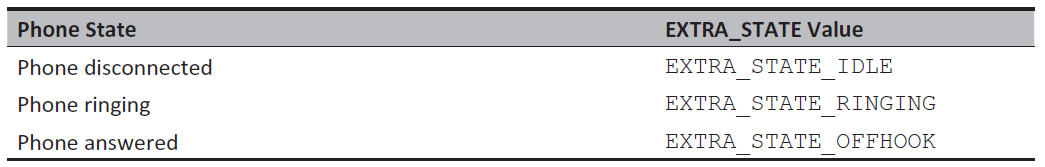 Phone State EXTRA_STATE Value
Phone disconnected EXTRA_STATE_IDLE
Phone ringing EXTRA_STATE_RINGING
Phone answered EXTRA_STATE_OFFHOOK